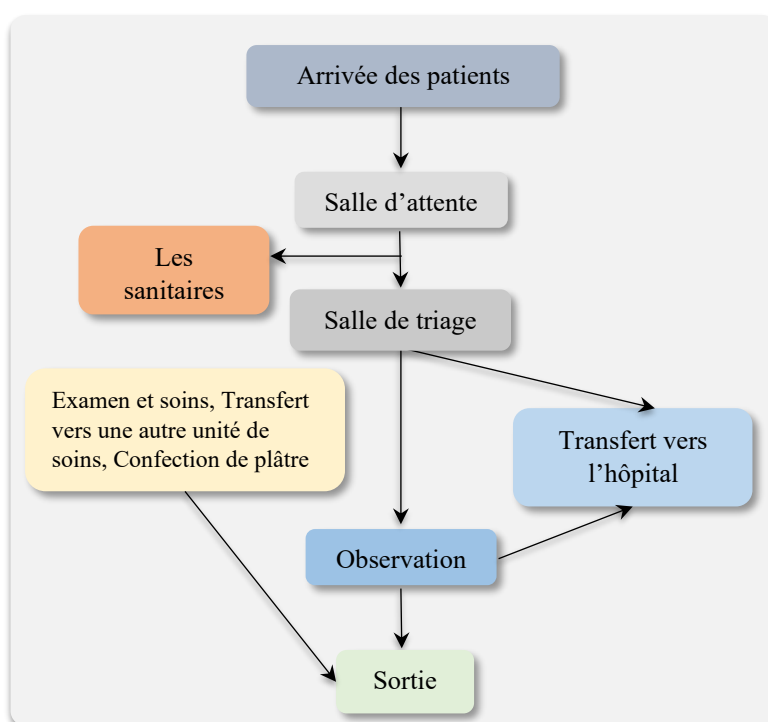 Arrivée des patients
Salle d’attente
Les
sanitaires
Salle de triage
Examen et soins, Transfert
vers une autre unité de
soins, Confection de plâtre
Transfert vers
l’hôpital
Observation
Sortie